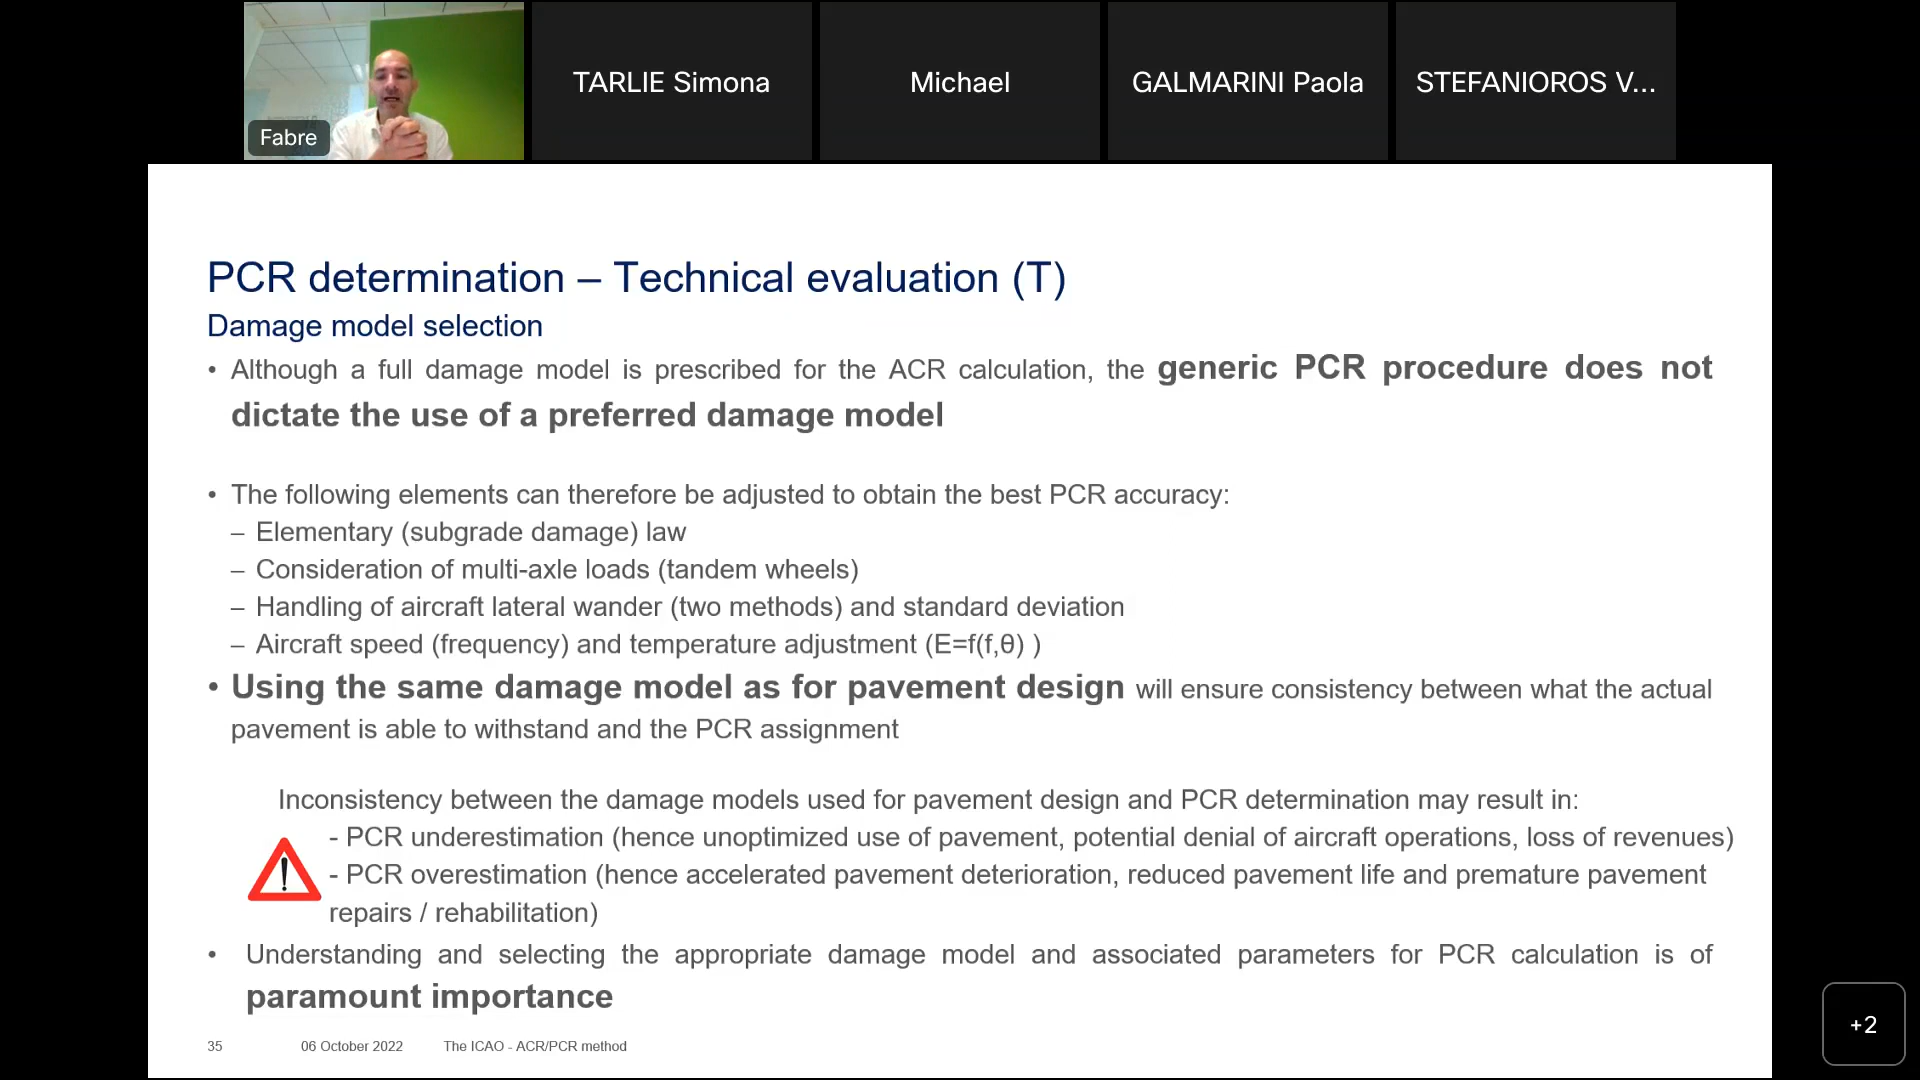 TARLIE Simona
Michael
GALMARINI Paola
STEFANIOROS V...
Fabre
PCR determination – Technical evaluation (T)
Damage model selection
• Although a full damage model is prescribed for the ACR calculation, the generic PCR procedure does not
dictate the use of a preferred damage model
• The following elements can therefore be adjusted to obtain the best PCR accuracy:
– Elementary (subgrade damage) law
– Consideration of multi-axle loads (tandem wheels)
– Handling of aircraft lateral wander (two methods) and standard deviation
– Aircraft speed (frequency) and temperature adjustment (E=f(f,θ) )
• Using the same damage model as for pavement design will ensure consistency between what the actual
pavement is able to withstand and the PCR assignment
Inconsistency between the damage models used for pavement design and PCR determination may result in:
- PCR underestimation (hence unoptimized use of pavement, potential denial of aircraft operations, loss of revenues)
- PCR overestimation (hence accelerated pavement deterioration, reduced pavement life and premature pavement
repairs / rehabilitation)
• Understanding and selecting the appropriate damage model and associated parameters for PCR calculation is of
paramount importance
35 06 October 2022 The ICAO - ACR/PCR method
+2